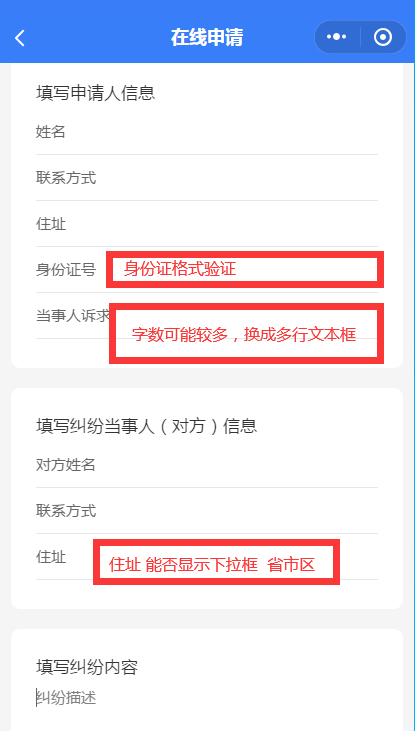 在线申请
填写申请人信息
姓名
联系方式
住址
身份证号 身份证格式验证
当事人诉求
字数可能较多，换成多行文本框
填写纠纷当事人（对方）信息
对方姓名
联系方式
住址 住址 能否显示下拉框 省市区
填写纠纷内容
纠纷描述